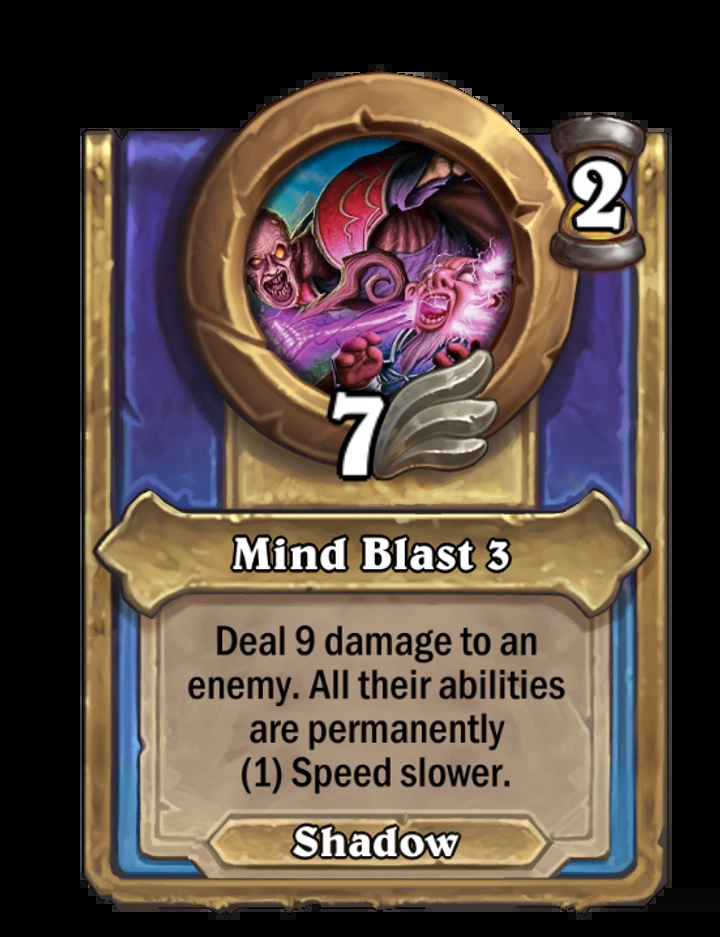 2
7
Mind Blast 3
Deal 9 damage to an
enemy. All their abilities
are permanently
(1) Speed slower.
Shadow